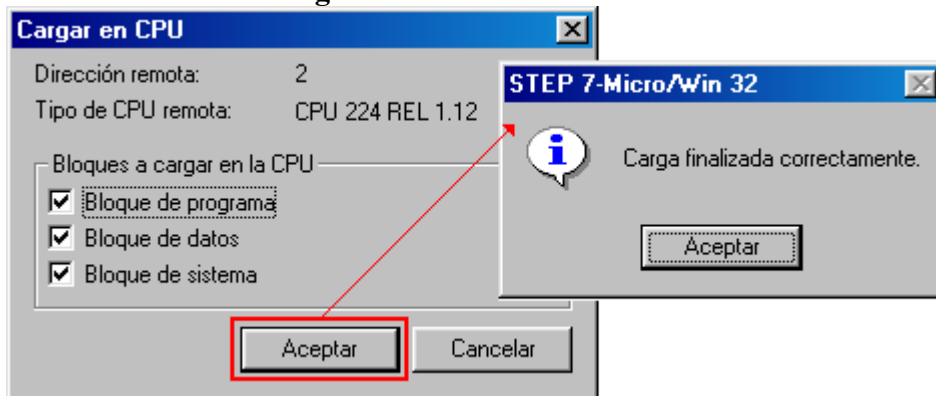 Cargar en CPU
Dirección remota: 2
Tipo de CPU remota: CPU 224 REL 1.12
Bloques a cargar en la CPU
Bloque de programa
Bloque de datos
Bloque de sistema
Aceptar Cancelar
STEP 7-Micro/Win 32
Carga finalizada correctamente.
Aceptar